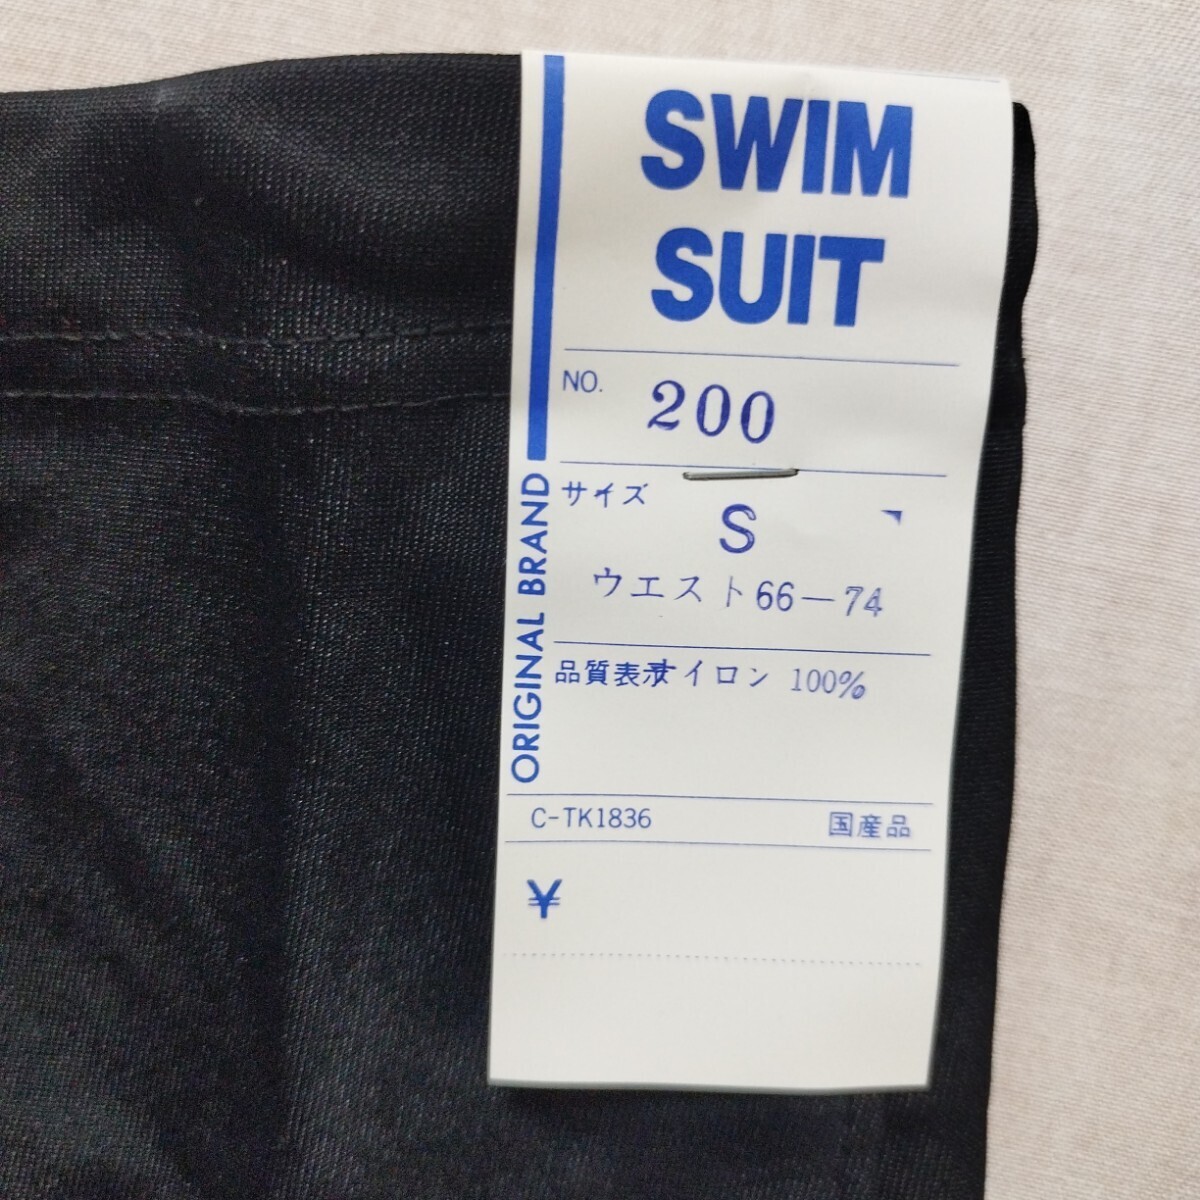 SWIM
SUIT
NO. 200
サイズ S
ウエスト66-74
品質表示 ナイロン 100%
C-TK1836 国産品
¥
ORIGINAL BRAND